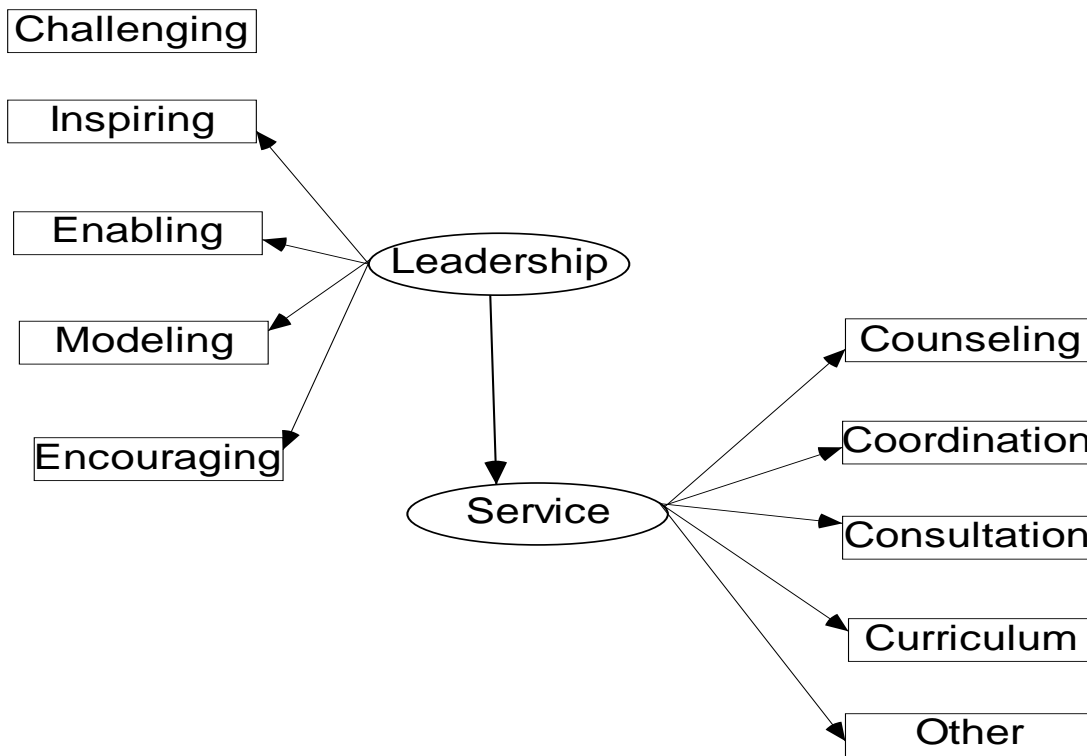 Challenging
Inspiring
Enabling
Leadership
Modeling
Encouraging
Service
Counseling
Coordination
Consultation
Curriculum
Other